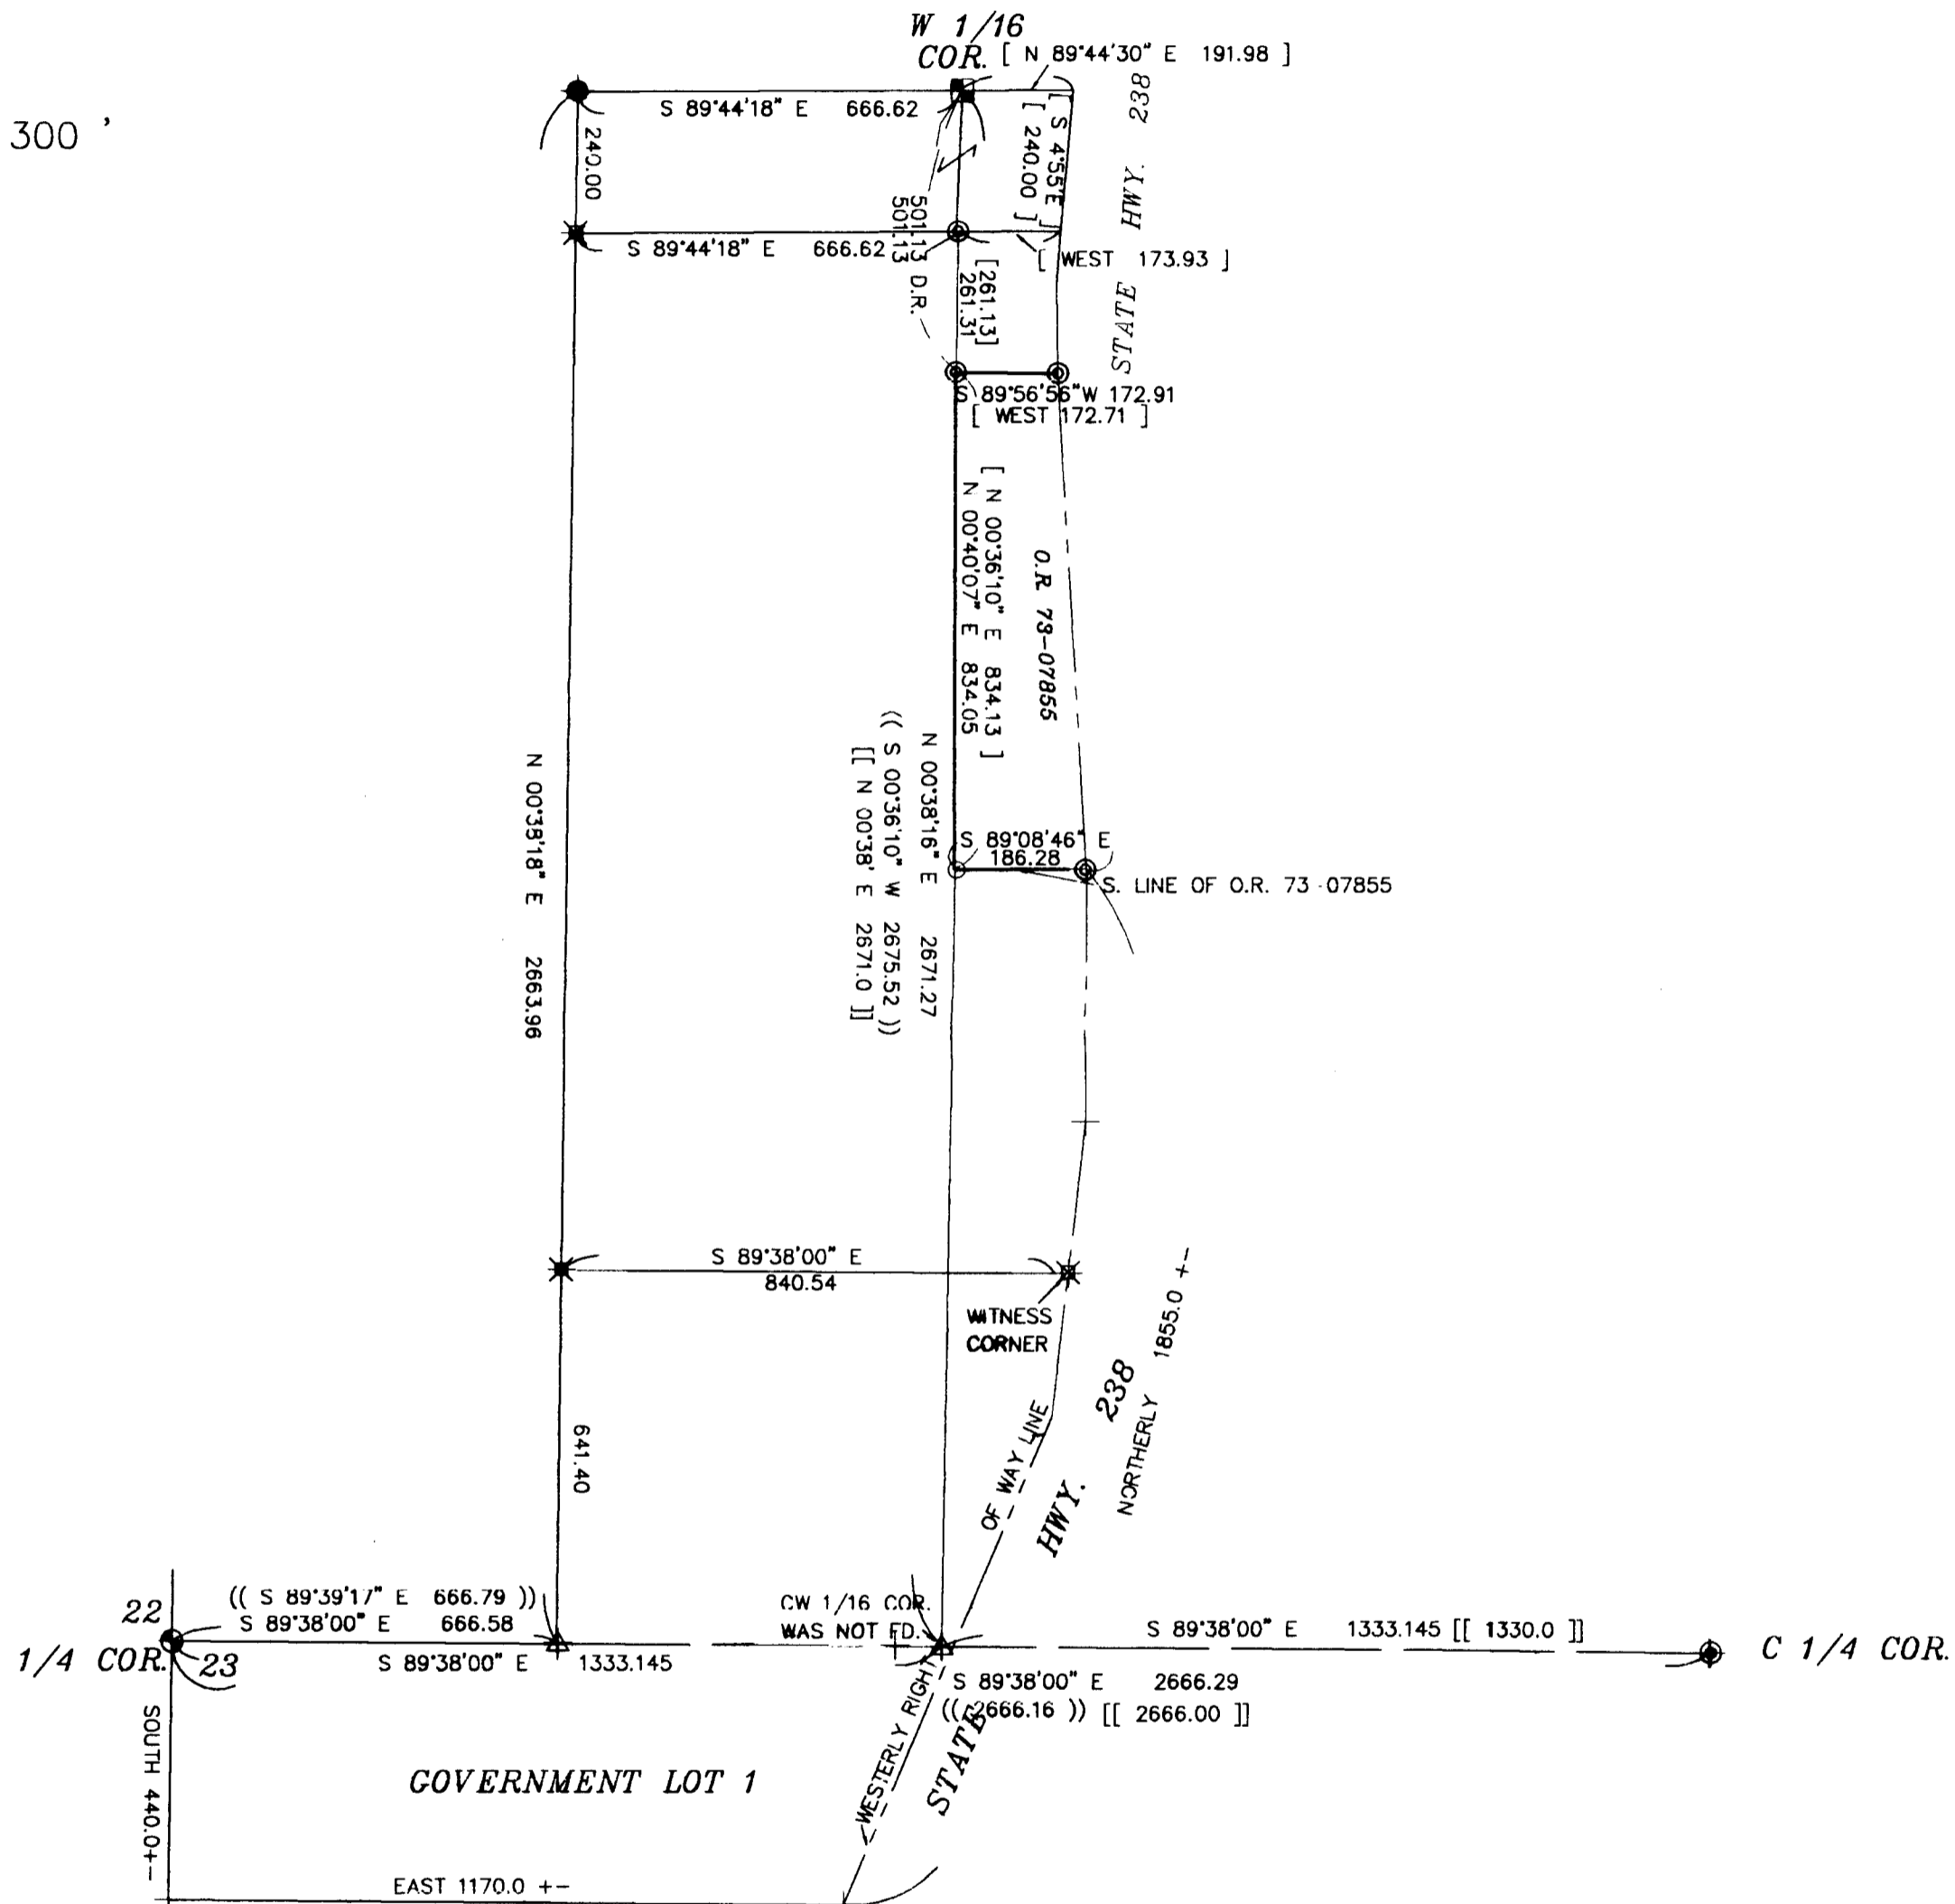 W 1/16
COR. [ N 89°44'30" E 191.98 ]
S 89°44'18" E 666.62
300 '
240.00
[ S 4°55'E ]
[ 240.00 ]
STATE HWY. 238
501.13 D.R.
501.13
S 89°44'18" E 666.62
[ WEST 173.93 ]
[261.13]
261.31
S 89°56'56"W 172.91
[ WEST 172.71 ]
[ N 00°36'10" E 834.13 ]
N 00°40'07" E 834.05
O.R. 73-07855
N 00°38'16" E 2671.27
(( S 00°36'10" W 2675.52 ))
[[ N 00°38' E 2671.0 ]]
N 00°38'18" E 2663.96
S 89°08'46" E
186.28
S. LINE OF O.R. 73-07855
S 89°38'00" E
840.54
WITNESS
CORNER
641.40
WESTERLY RIGHT OF WAY LINE
STATE HWY. 238
NORTHERLY 1855.0 +-
(( S 89°39'17" E 666.79 ))
S 89°38'00" E 666.58
22
1/4 COR. 23
S 89°38'00" E 1333.145
CW 1/16 COR.
WAS NOT FD.
S 89°38'00" E 1333.145 [[ 1330.0 ]]
C 1/4 COR.
S 89°38'00" E 2666.29
(( 2666.16 )) [[ 2666.00 ]]
SOUTH 440.0+-
GOVERNMENT LOT 1
EAST 1170.0 +-